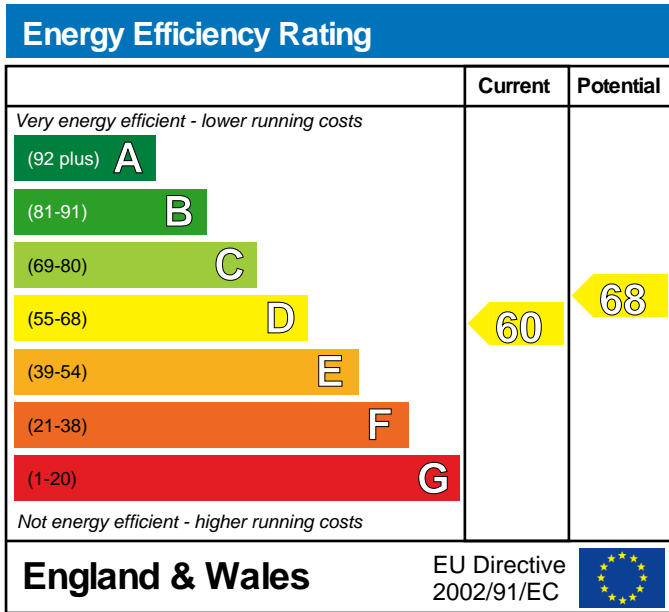 Energy Efficiency Rating
Current Potential
Very energy efficient - lower running costs
(92 plus) A
(81-91) B
(69-80) C
(55-68) D
(39-54) E
(21-38) F
(1-20) G
60
68
Not energy efficient - higher running costs
England & Wales
EU Directive
2002/91/EC